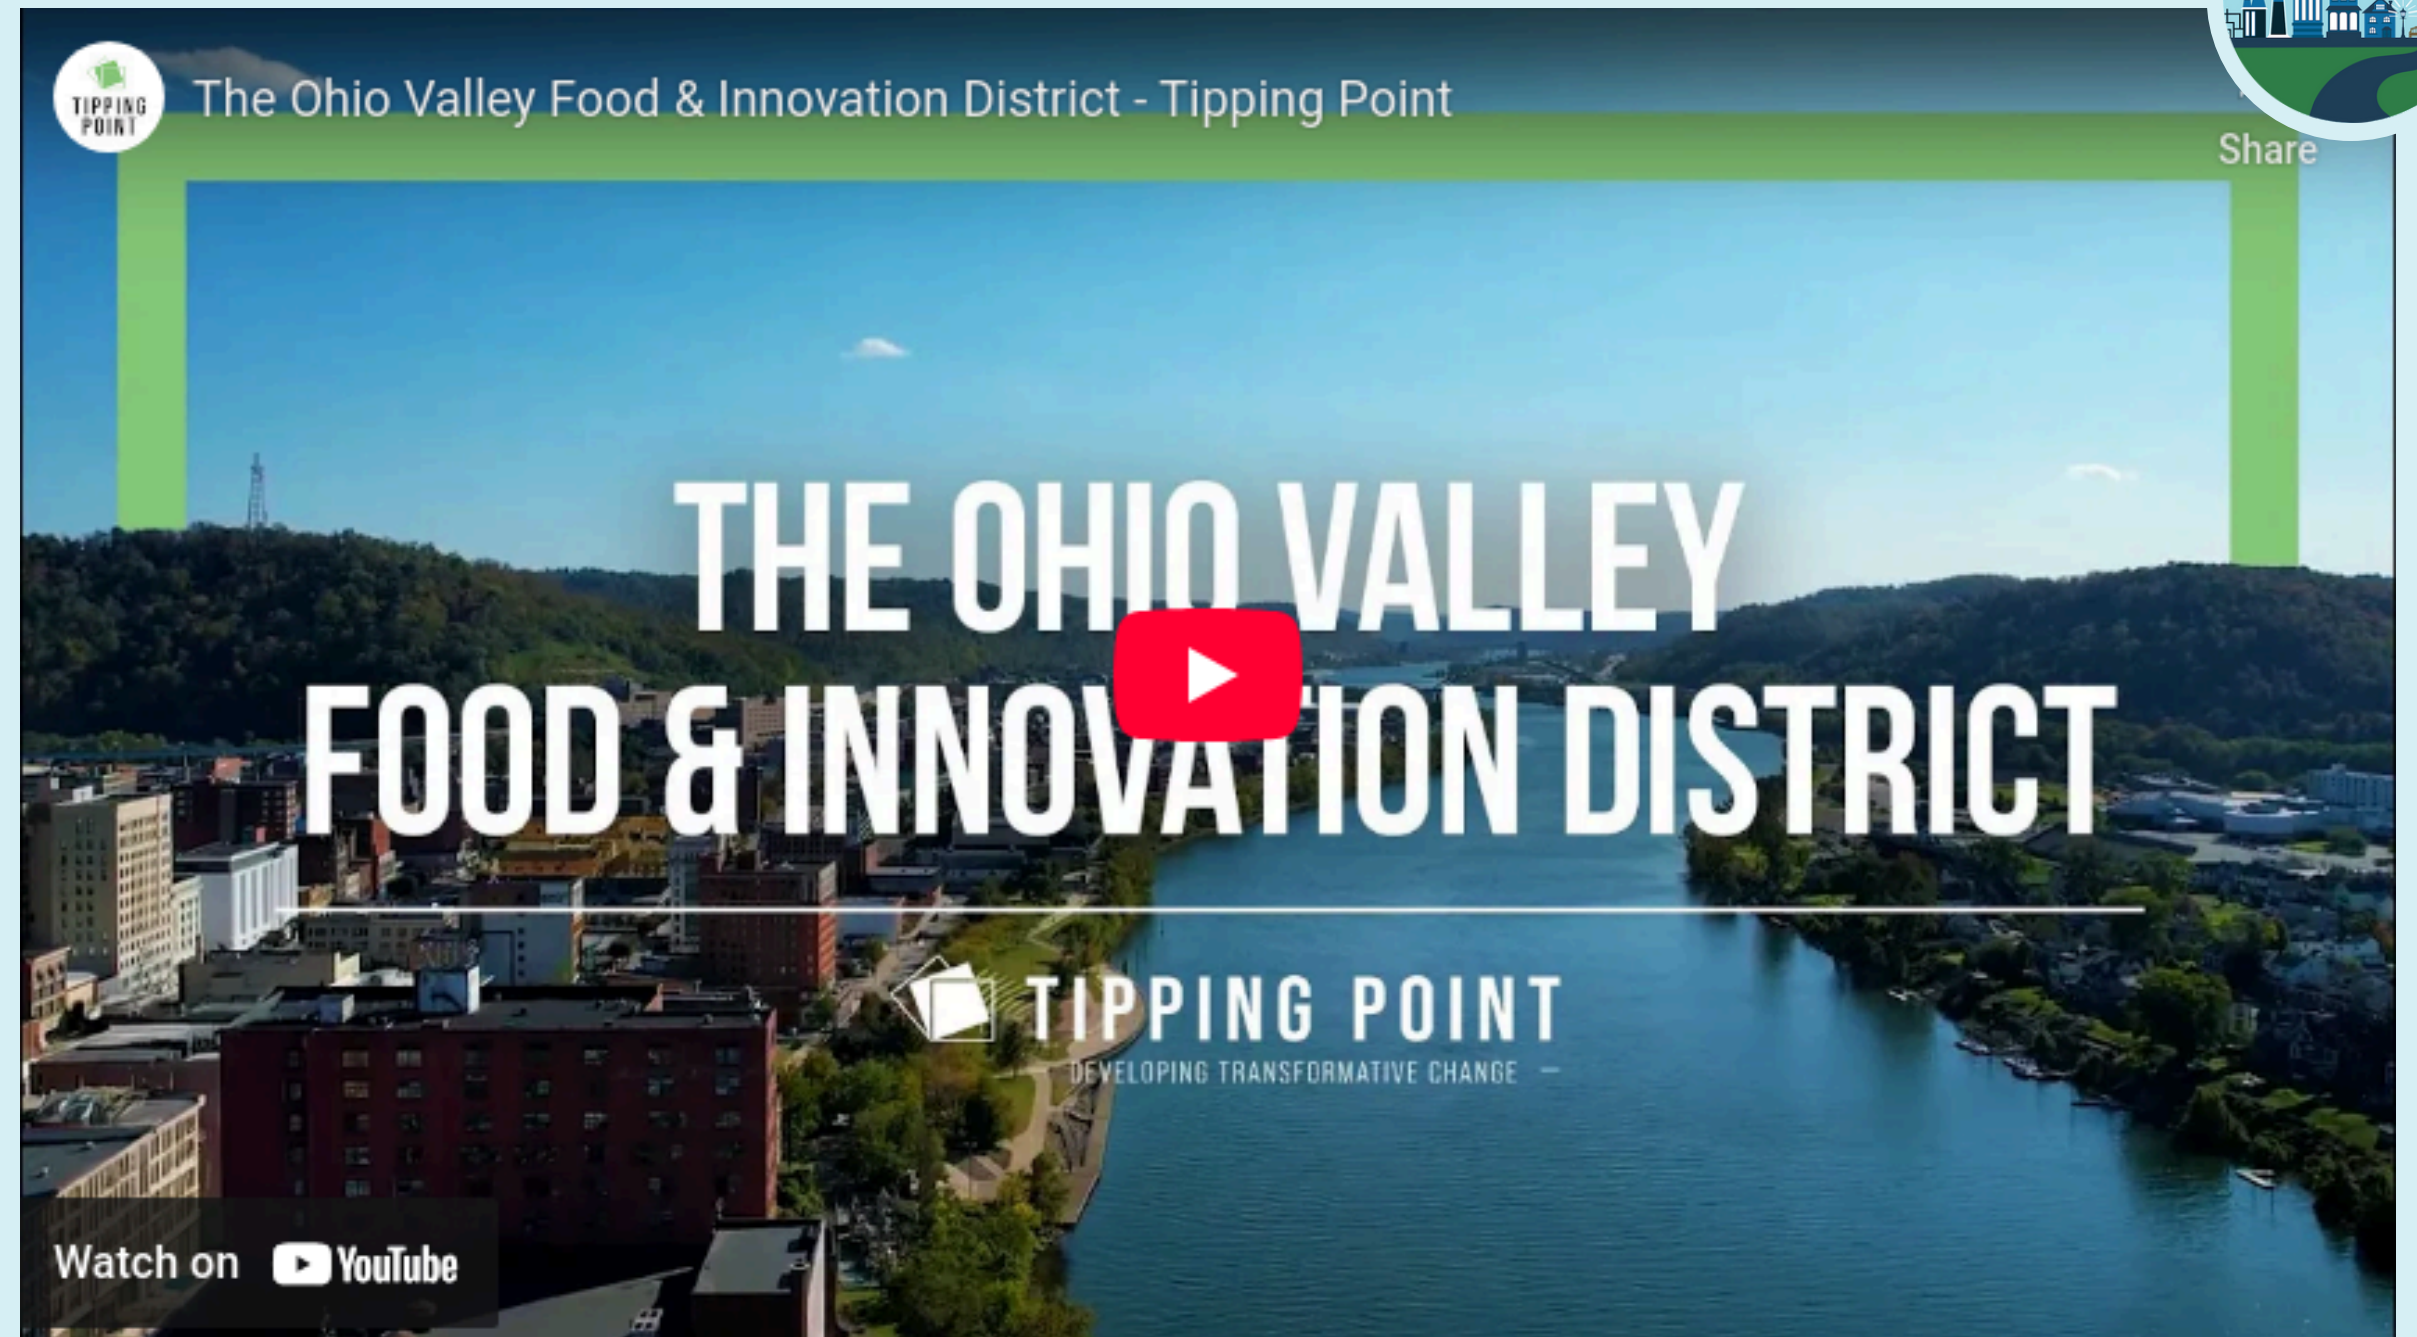 TIPPING
POINT
The Ohio Valley Food & Innovation District - Tipping Point
Share
THE OHIO VALLEY
FOOD & INNOVATION DISTRICT
TIPPING POINT
DEVELOPING TRANSFORMATIVE CHANGE
Watch on YouTube